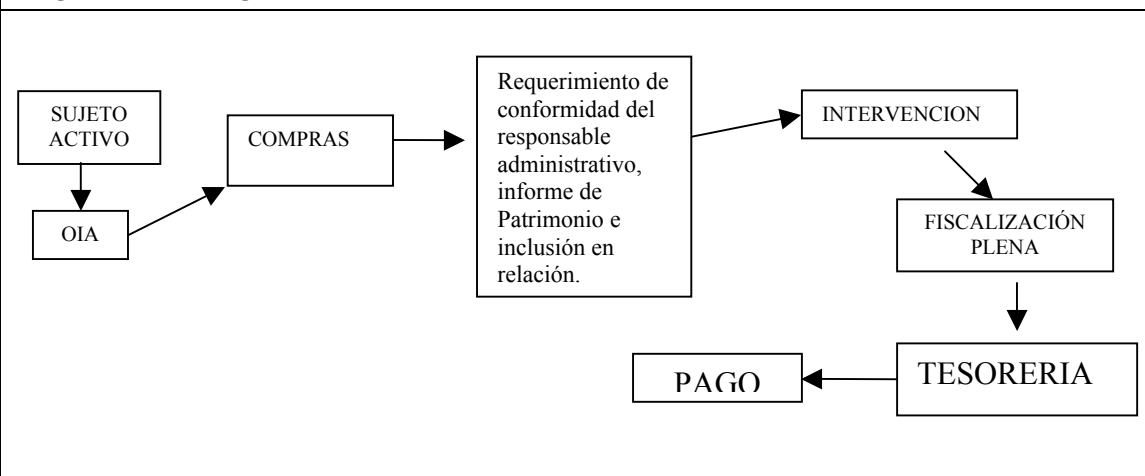 SUJETO
ACTIVO
OIA
COMPRAS
Requerimiento de
conformidad del
responsable
administrativo,
informe de
Patrimonio e
inclusión en
relación.
INTERVENCION
FISCALIZACIÓN
PLENA
TESORERIA
PAGO